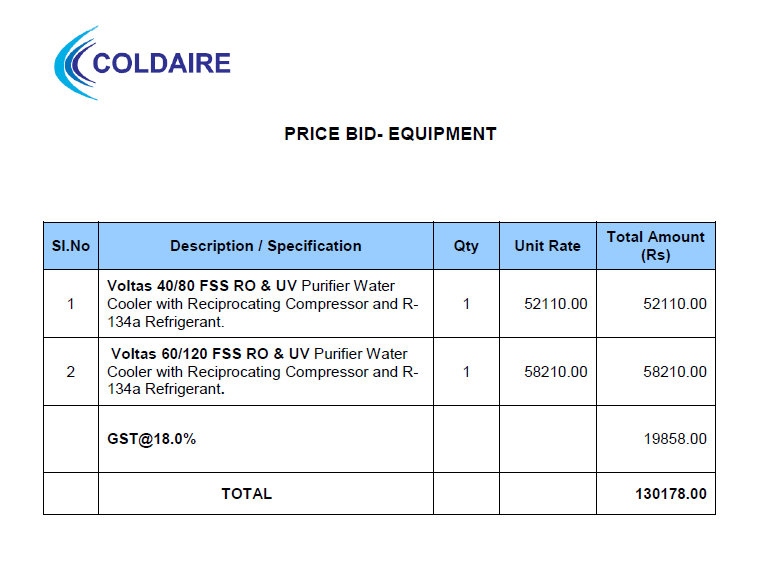 COLDAIRE
PRICE BID- EQUIPMENT
Sl.No Description / Specification Qty Unit Rate Total Amount
(Rs)
1 Voltas 40/80 FSS RO & UV Purifier Water
Cooler with Reciprocating Compressor and R-
134a Refrigerant. 1 52110.00 52110.00
2 Voltas 60/120 FSS RO & UV Purifier Water
Cooler with Reciprocating Compressor and R-
134a Refrigerant. 1 58210.00 58210.00
GST@18.0% 19858.00
TOTAL 130178.00